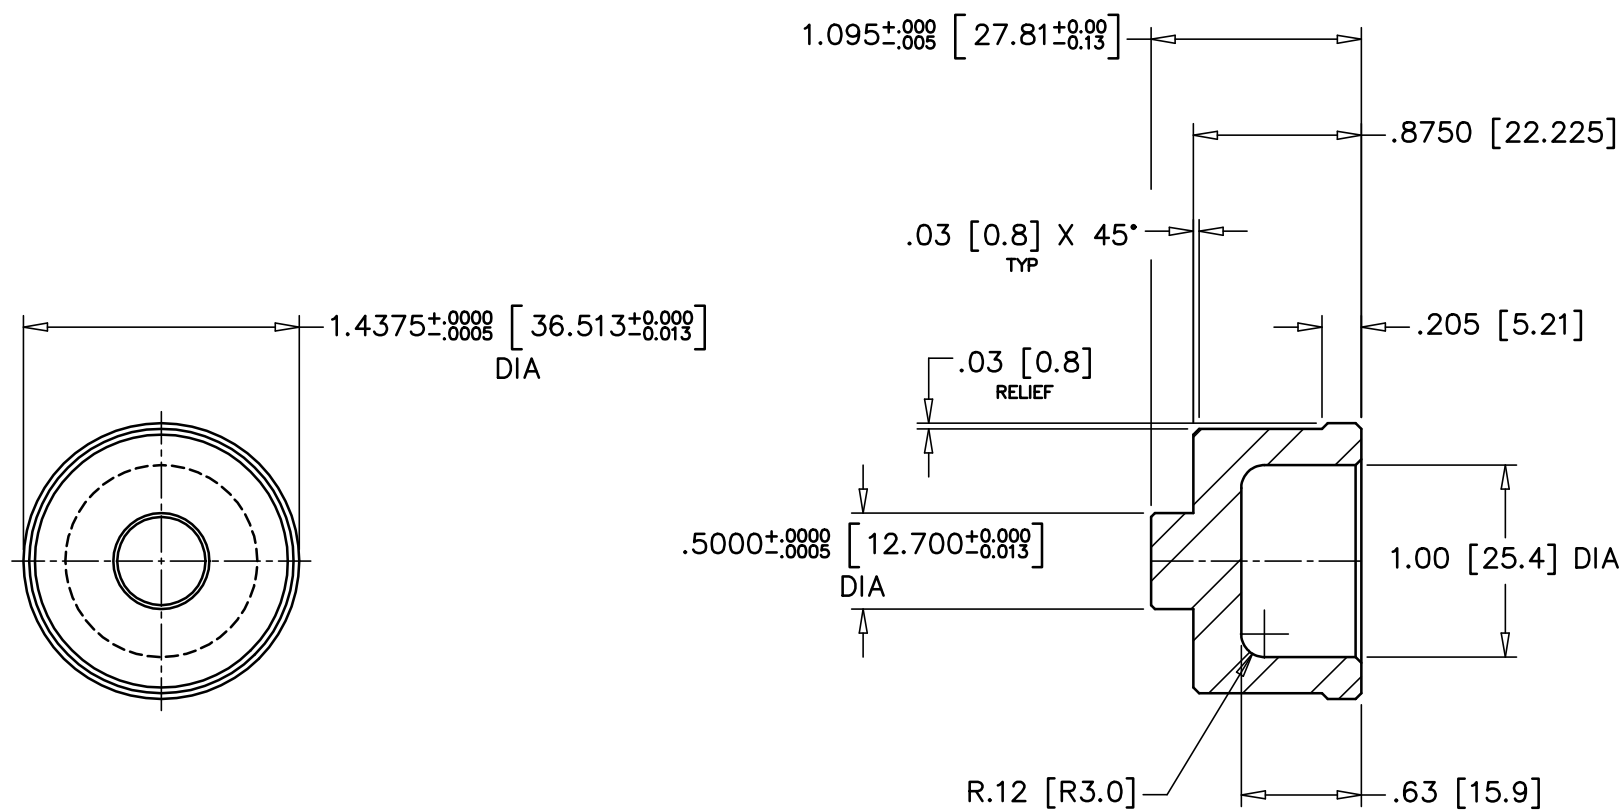 1.095+.000 -.005 [27.81+0.00 -0.13]
.8750 [22.225]
.03 [0.8] X 45°
TYP
1.4375+.0000 -.0005 [36.513+0.000 -0.013]
DIA
.205 [5.21]
.03 [0.8]
RELIEF
.5000+.0000 -.0005 [12.700+0.000 -0.013]
DIA
1.00 [25.4] DIA
R.12 [R3.0]
.63 [15.9]